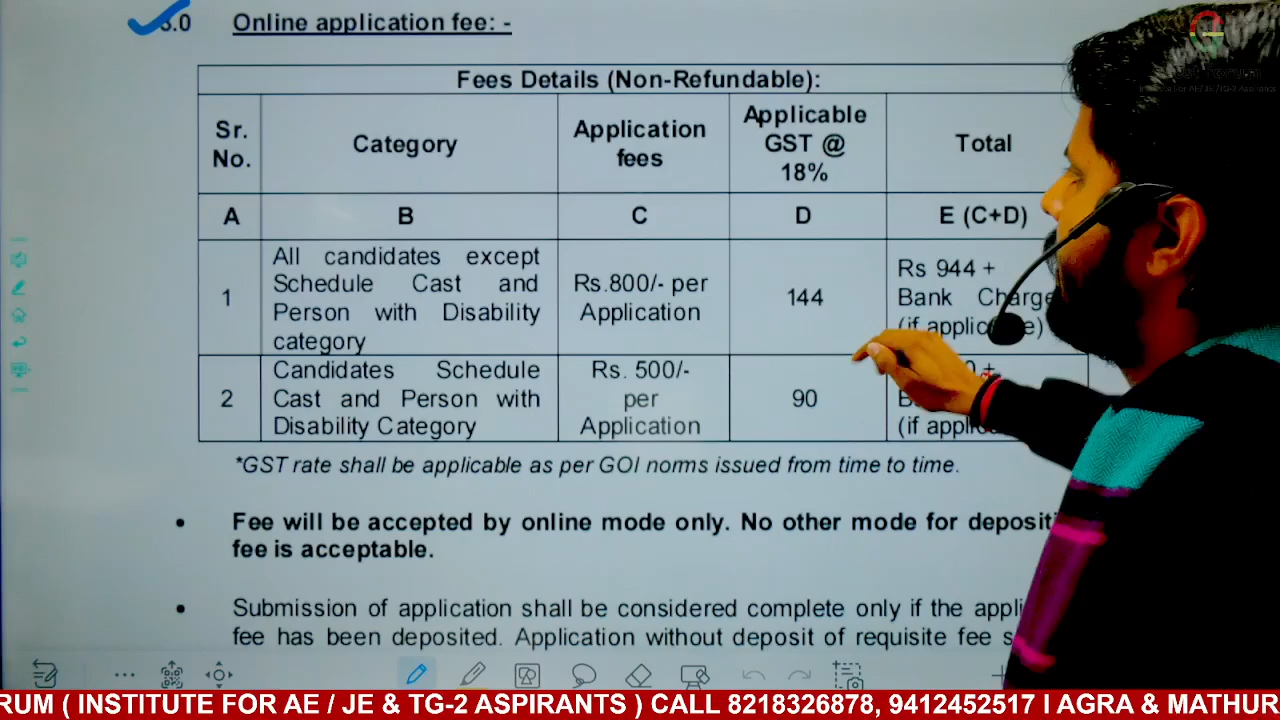 3.0 Online application fee: -
Fees Details (Non-Refundable):
Sr. No.
Category
Application fees
Applicable GST @ 18%
Total
A
B
C
D
E (C+D)
1
All candidates except
Schedule Cast and
Person with Disability
category
Rs.800/- per
Application
144
Rs 944 +
Bank Charge
(if applic e)
2
Candidates Schedule
Cast and Person with
Disability Category
Rs. 500/-
per
Application
90
(if appli
*GST rate shall be applicable as per GOI norms issued from time to time.
• Fee will be accepted by online mode only. No other mode for depositi
fee is acceptable.
• Submission of application shall be considered complete only if the appli
fee has been deposited. Application without deposit of requisite fee s
RUM ( INSTITUTE FOR AE / JE & TG-2 ASPIRANTS ) CALL 8218326878, 9412452517 I AGRA & MATHUR